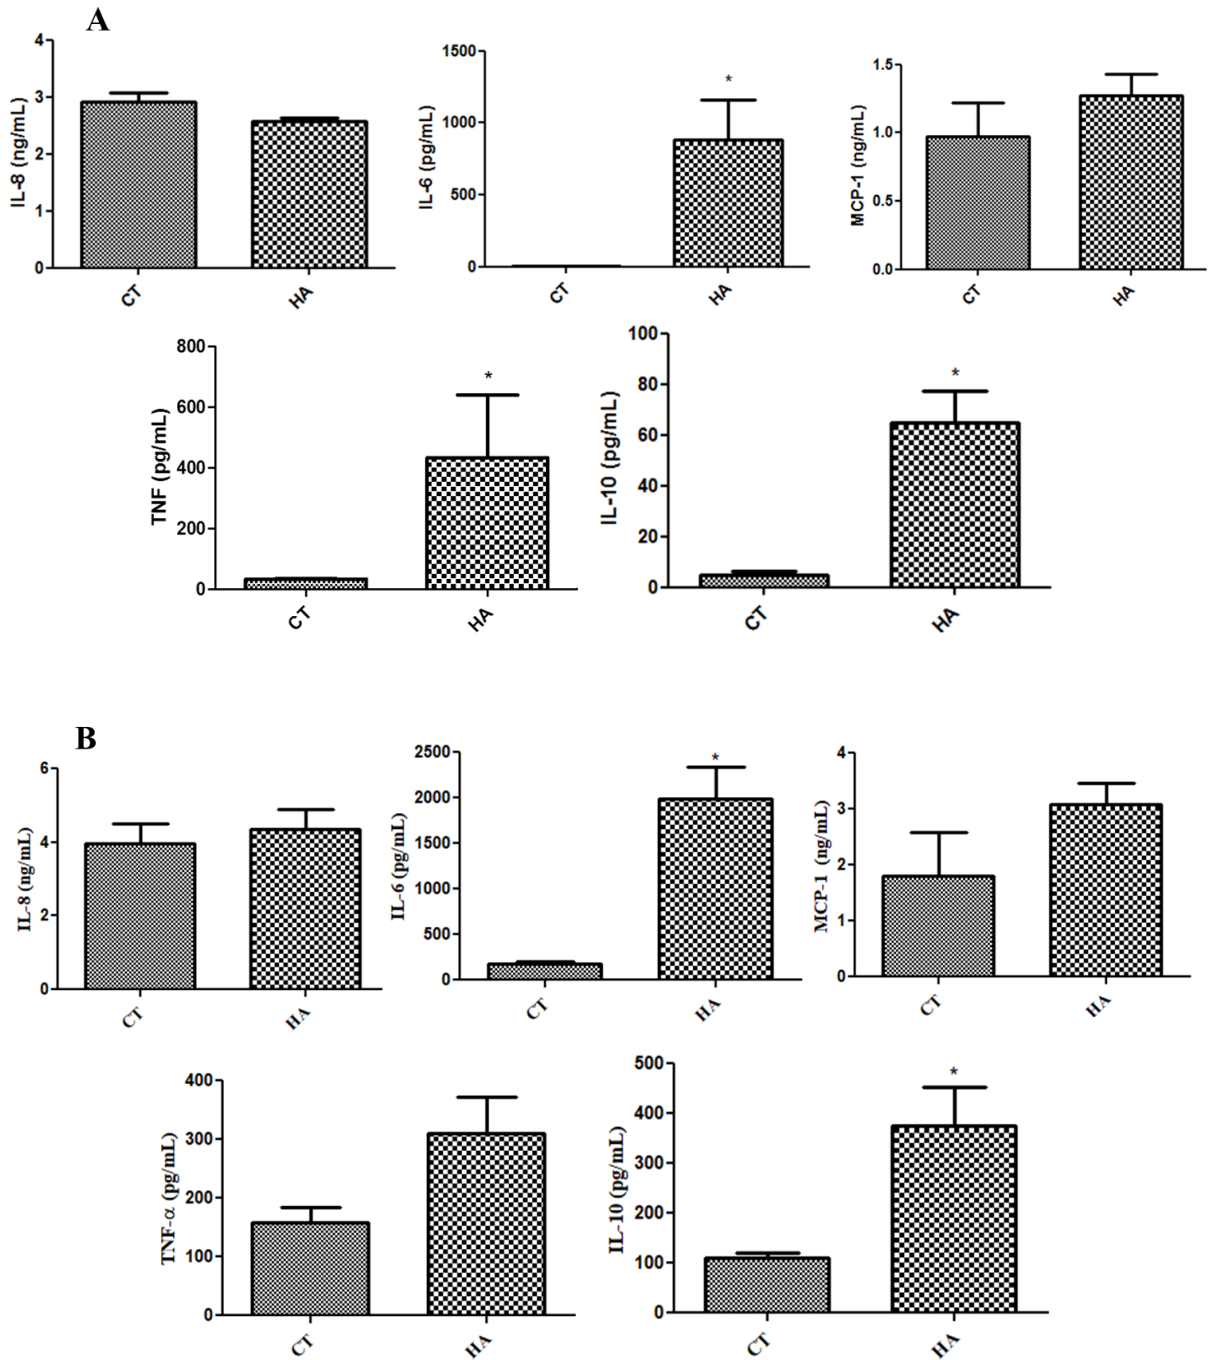 A
IL-8 (ng/mL)
4
3
2
1
0
CT
HA
IL-6 (pg/mL)
1500
1000
500
0
*
CT
HA
MCP-1 (ng/mL)
1.5
1.0
0.5
0.0
CT
HA
TNF (pg/mL)
800
600
400
200
0
*
CT
HA
IL-10 (pg/mL)
100
80
60
40
20
0
*
CT
HA
B
IL-8 (ng/mL)
6
4
2
0
CT
HA
IL-6 (pg/mL)
2500
2000
1500
1000
500
0
*
CT
HA
MCP-1 (ng/mL)
4
3
2
1
0
CT
HA
TNF-α (pg/mL)
400
300
200
100
0
CT
HA
IL-10 (pg/mL)
500
400
300
200
100
0
*
CT
HA